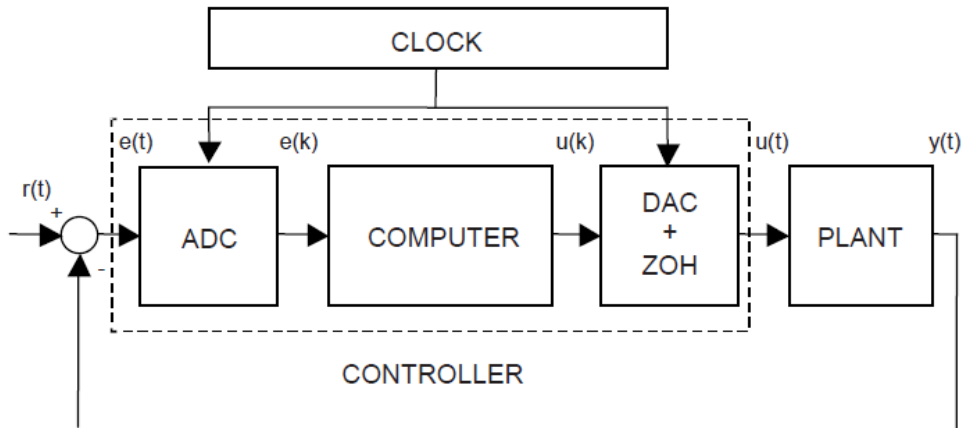 CLOCK
e(t)
e(k)
u(k)
u(t)
y(t)
r(t)
+
-
ADC
COMPUTER
DAC
+
ZOH
PLANT
CONTROLLER